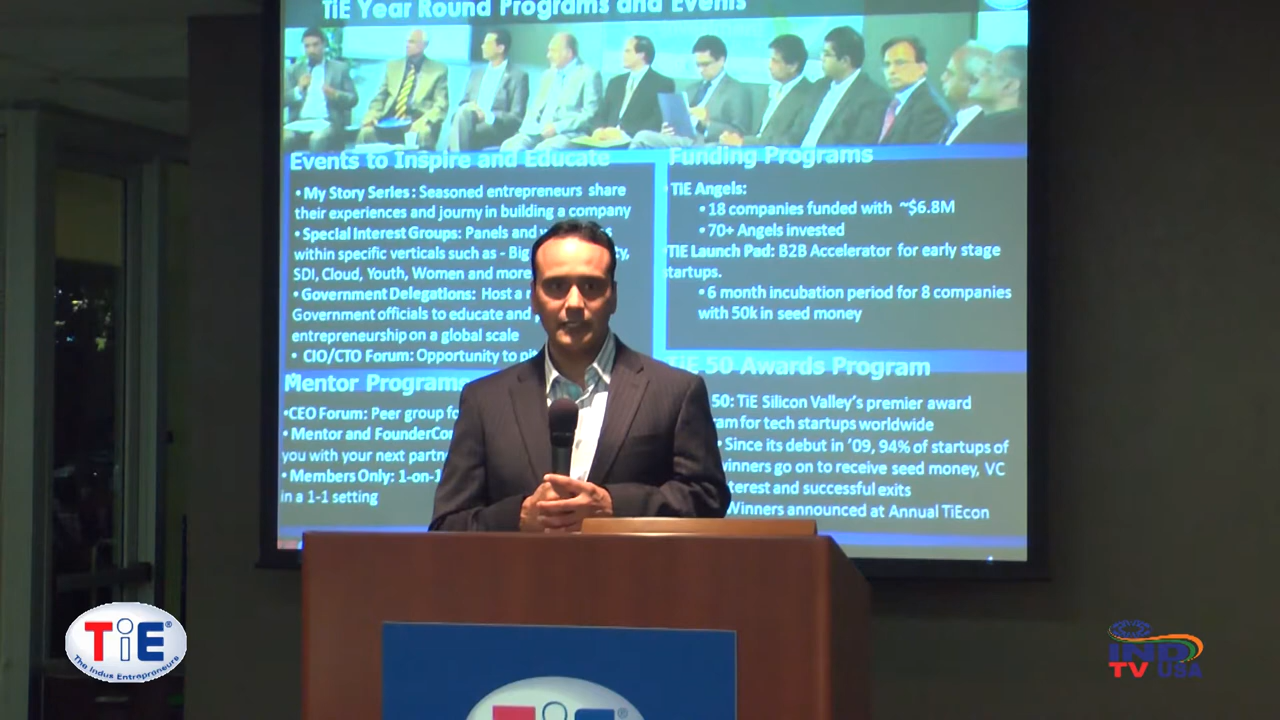 TiE Year Round Programs and Events
Events to Inspire and Educate
• My Story Series: Seasoned entrepreneurs share
their experiences and journy in building a company
• Special Interest Groups: Panels and
within specific verticals such as - Big
SDI, Cloud, Youth, Women and more
• Government Delegations: Host a
Government officials to educate and
entrepreneurship on a global scale
• CIO/CTO Forum: Opportunity to
Mentor Programs
•CEO Forum: Peer group
• Mentor and
you with your next
• Members Only:
in a 1-1 setting
Funding Programs
TiE Angels:
• 18 companies funded with ~$6.8M
• 70+ Angels invested
TiE Launch Pad: B2B Accelerator for early stage
startups.
• 6 month incubation period for 8 companies
with 50k in seed money
TiE 50 Awards Program
50: TiE Silicon Valley's premier award
for tech startups worldwide
• Since its debut in '09, 94% of startups of
winners go on to receive seed money, VC
and successful exits
Winners announced at Annual TiEcon
TiE®
The Indus Entrepreneurs
IND
TV USA
TiE